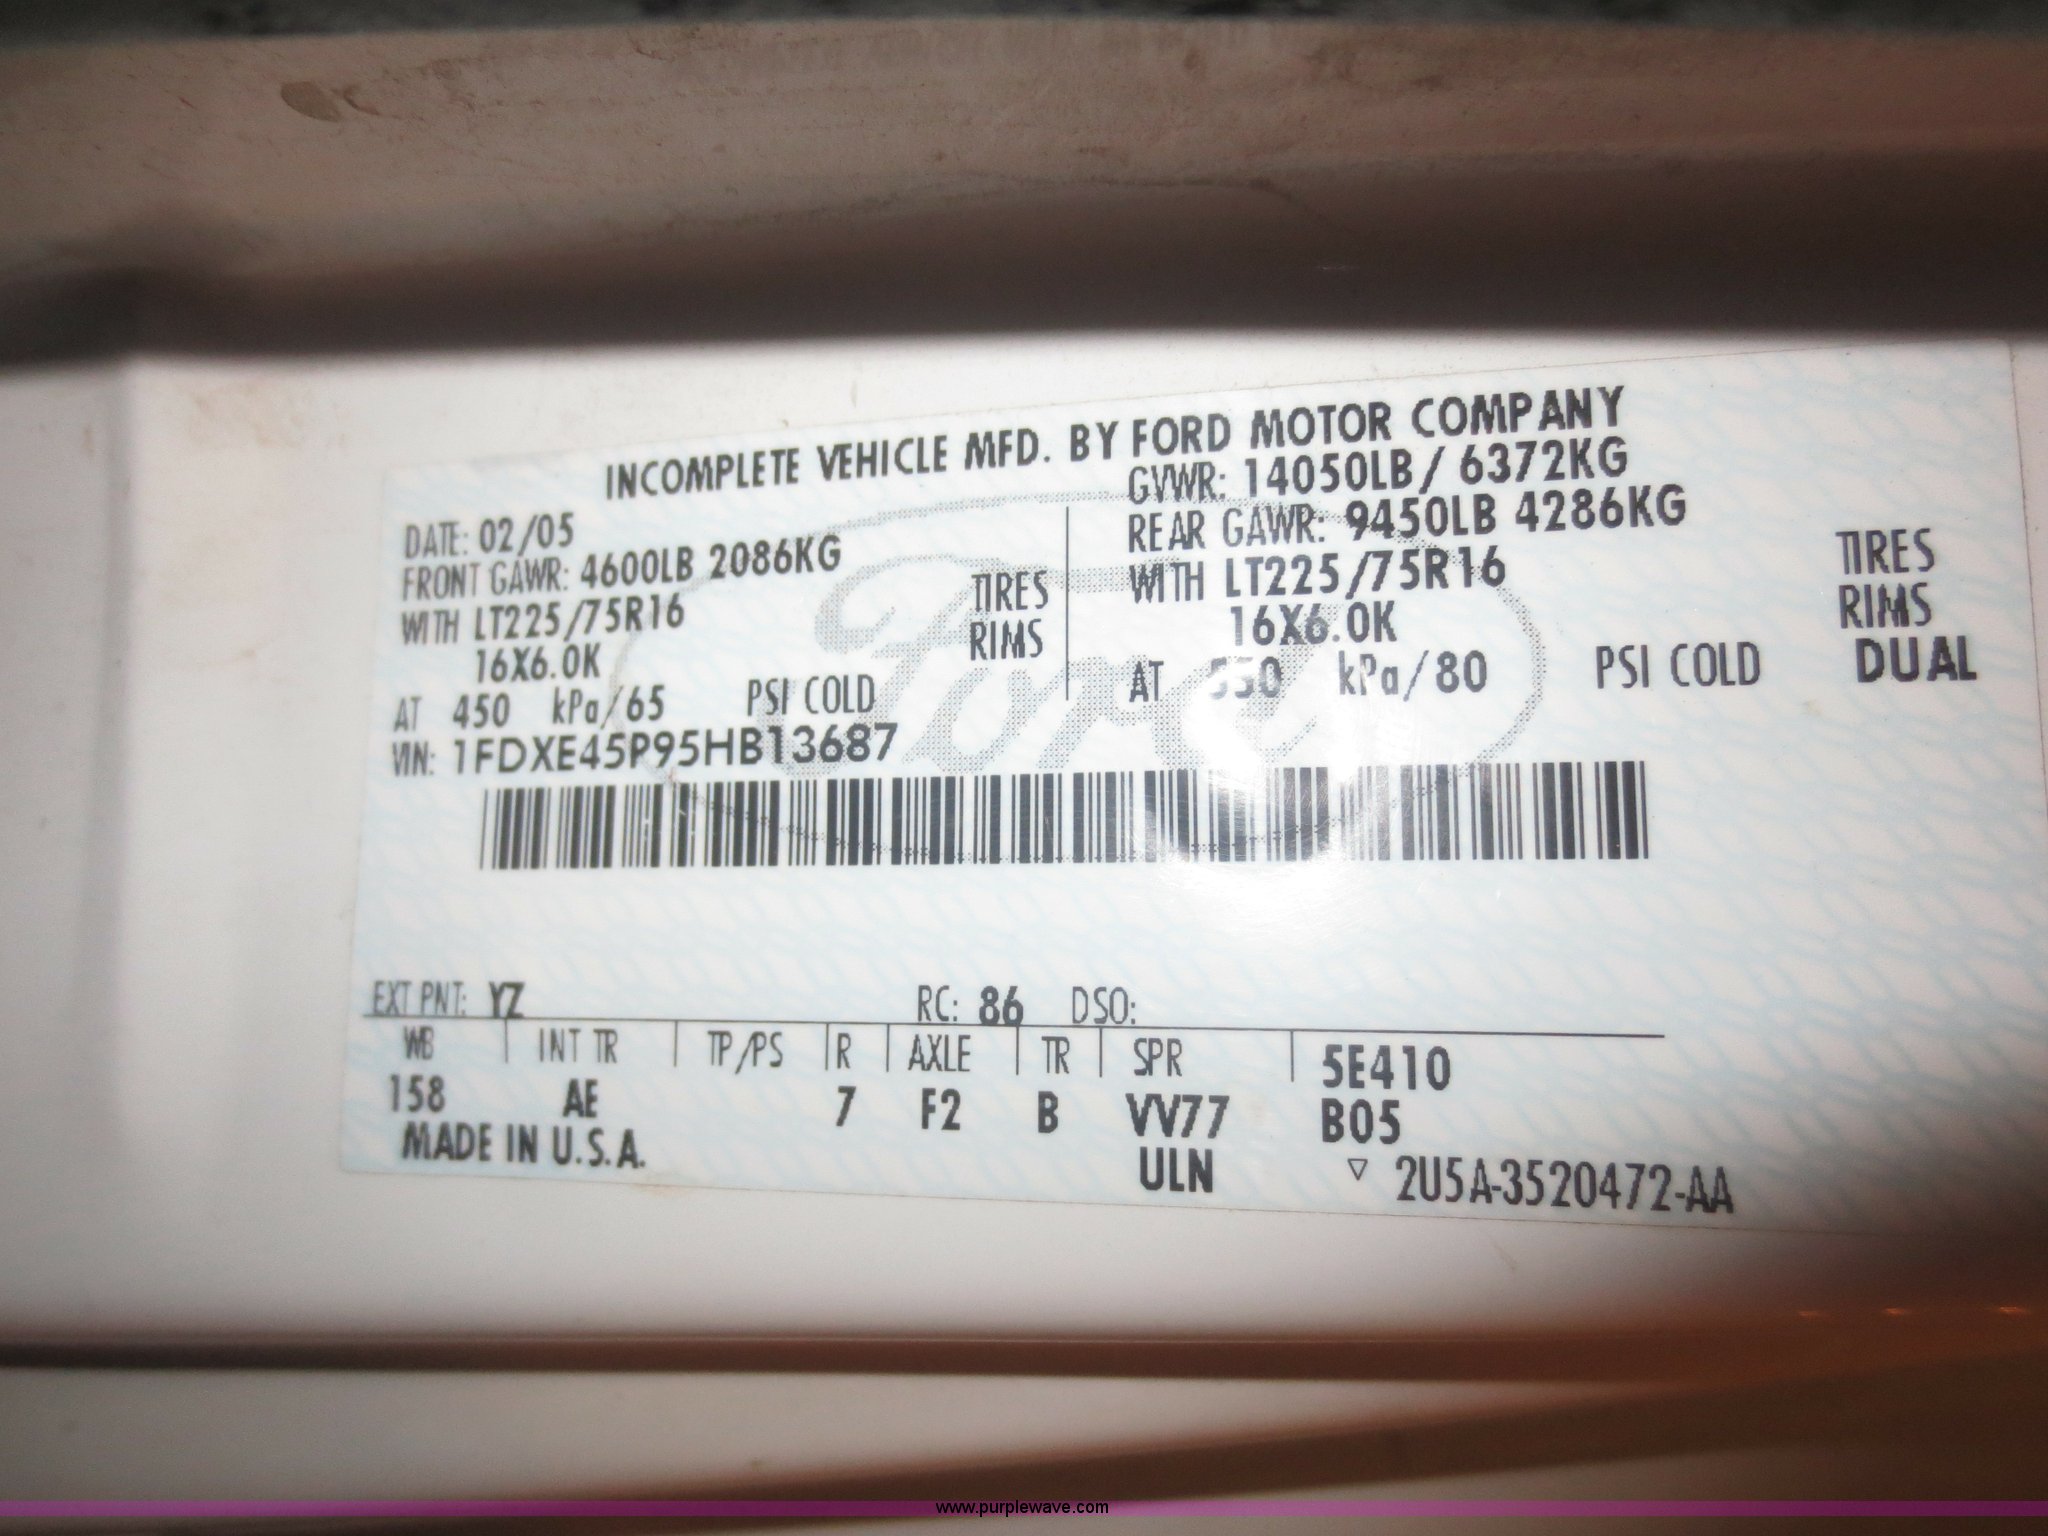 INCOMPLETE VEHICLE MFD. BY FORD MOTOR COMPANY
DATE: 02/05
GVWR: 14050LB/ 6372KG
FRONT GAWR: 4600LB 2086KG
REAR GAWR: 9450LB 4286KG
WITH LT225/75R16 TIRES
16X6.0K RIMS
AT 450 kPa/65 PSI COLD
WITH LT225/75R16 TIRES
16X6.0K RIMS
AT 550 kPa/80 PSI COLD DUAL
VIN: 1FDXE45P95HB13687
Ford
EXT PNT: YZ RC: 86 DSO:
WB INT TR TP/PS R AXLE TR SPR 5E410
158 AE 7 F2 B VV77 B05
MADE IN U.S.A. ULN ▽ 2U5A-3520472-AA
www.purplewave.com